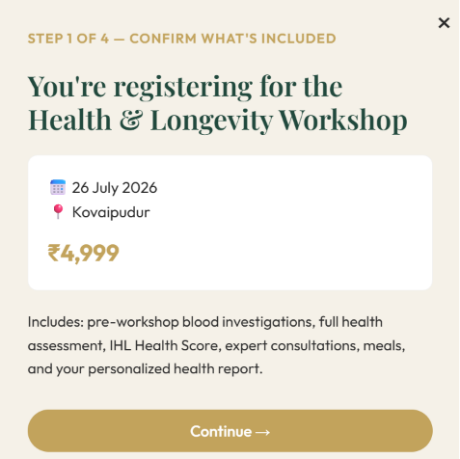 STEP 1 OF 4 — CONFIRM WHAT'S INCLUDED
You're registering for the
Health & Longevity Workshop
26 July 2026
Kovaipudur
₹4,999
Includes: pre-workshop blood investigations, full health
assessment, IHL Health Score, expert consultations, meals,
and your personalized health report.
Continue →